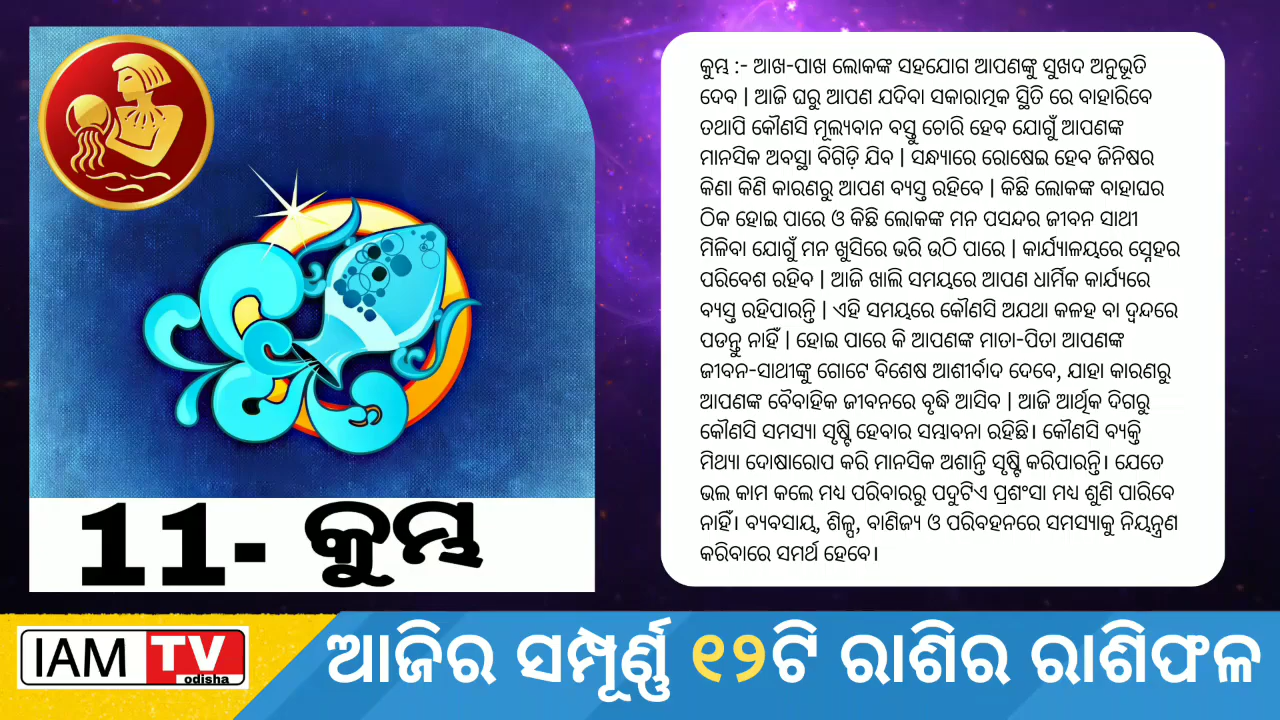 11- କୁମ୍ଭ
କୁମ୍ଭ :- ଆଖ-ପାଖ ଲୋକଙ୍କ ସହଯୋଗ ଆପଣଙ୍କୁ ସୁଖଦ ଅନୁଭୂତି
ଦେବ | ଆଜି ଘରୁ ଆପଣ ଯଦିବା ସକାରାତ୍ମକ ସ୍ଥିତି ରେ ବାହାରିବେ
ତଥାପି କୌଣସି ମୂଲ୍ୟବାନ ବସ୍ତୁ ଚୋରି ହେବ ଯୋଗୁଁ ଆପଣଙ୍କ
ମାନସିକ ଅବସ୍ଥା ବିଗିଡ଼ି ଯିବ | ସନ୍ଧ୍ୟାରେ ରୋଷେଇ ହେବ ଜିନିଷର
କିଣା କିଣି କାରଣରୁ ଆପଣ ବ୍ୟସ୍ତ ରହିବେ | କିଛି ଲୋକଙ୍କ ବାହାଘର
ଠିକ ହୋଇ ପାରେ ଓ କିଛି ଲୋକଙ୍କ ମନ ପସନ୍ଦର ଜୀବନ ସାଥୀ
ମିଳିବା ଯୋଗୁଁ ମନ ଖୁସିରେ ଭରି ଉଠି ପାରେ | କାର୍ଯ୍ୟାଳୟରେ ସ୍ନେହର
ପରିବେଶ ରହିବ | ଆଜି ଖାଲି ସମୟରେ ଆପଣ ଧାର୍ମିକ କାର୍ଯ୍ୟରେ
ବ୍ୟସ୍ତ ରହିପାରନ୍ତି | ଏହି ସମୟରେ କୌଣସି ଅଯଥା କଳହ ବା ଦ୍ୱନ୍ଦରେ
ପଡନ୍ତୁ ନାହିଁ | ହୋଇ ପାରେ କି ଆପଣଙ୍କ ମାତା-ପିତା ଆପଣଙ୍କ
ଜୀବନ-ସାଥୀଙ୍କୁ ଗୋଟେ ବିଶେଷ ଆଶୀର୍ବାଦ ଦେବେ, ଯାହା କାରଣରୁ
ଆପଣଙ୍କ ବୈବାହିକ ଜୀବନରେ ବୃଦ୍ଧି ଆସିବ | ଆଜି ଆର୍ଥିକ ଦିଗରୁ
କୌଣସି ସମସ୍ୟା ସୃଷ୍ଟି ହେବାର ସମ୍ଭାବନା ରହିଛି। କୌଣସି ବ୍ୟକ୍ତି
ମିଥ୍ୟା ଦୋଷାରୋପ କରି ମାନସିକ ଅଶାନ୍ତି ସୃଷ୍ଟି କରିପାରନ୍ତି। ଯେତେ
ଭଲ କାମ କଲେ ମଧ୍ୟ ପରିବାରରୁ ପଦୁଟିଏ ପ୍ରଶଂସା ମଧ୍ୟ ଶୁଣି ପାରିବେ
ନାହିଁ। ବ୍ୟବସାୟ, ଶିଳ୍ପ, ବାଣିଜ୍ୟ ଓ ପରିବହନରେ ସମସ୍ୟାକୁ ନିୟନ୍ତ୍ରଣ
କରିବାରେ ସମର୍ଥ ହେବେ।
IAM TV
odisha
ଆଜିର ସମ୍ପୂର୍ଣ୍ଣ ୧୨ଟି ରାଶିର ରାଶିଫଳ